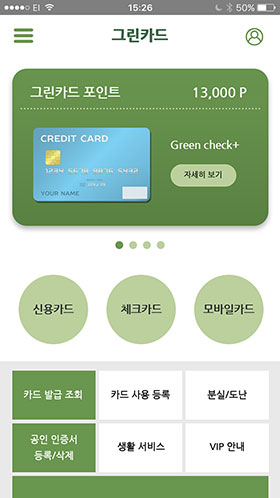 EI 15:26 50%
그린카드
그린카드 포인트 13,000 P
CREDIT CARD
Green check+
1234 5678 9876 5432
자세히 보기
YOUR NAME
신용카드 체크카드 모바일카드
카드 발급 조회 카드 사용 등록 분실/도난
공인 인증서
등록/삭제 생활 서비스 VIP 안내